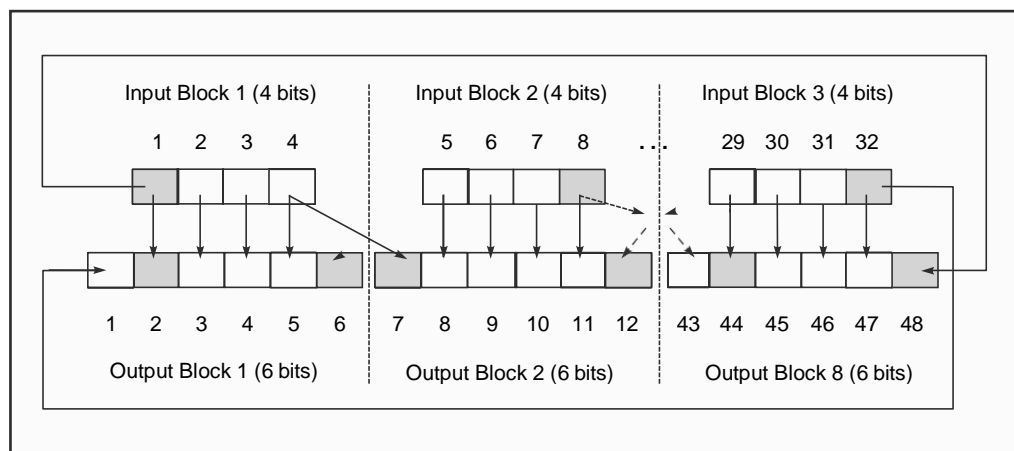 Input Block 1 (4 bits) Input Block 2 (4 bits) Input Block 3 (4 bits)
1 2 3 4 5 6 7 8 ... 29 30 31 32
1 2 3 4 5 6 7 8 9 10 11 12 43 44 45 46 47 48
Output Block 1 (6 bits) Output Block 2 (6 bits) Output Block 8 (6 bits)